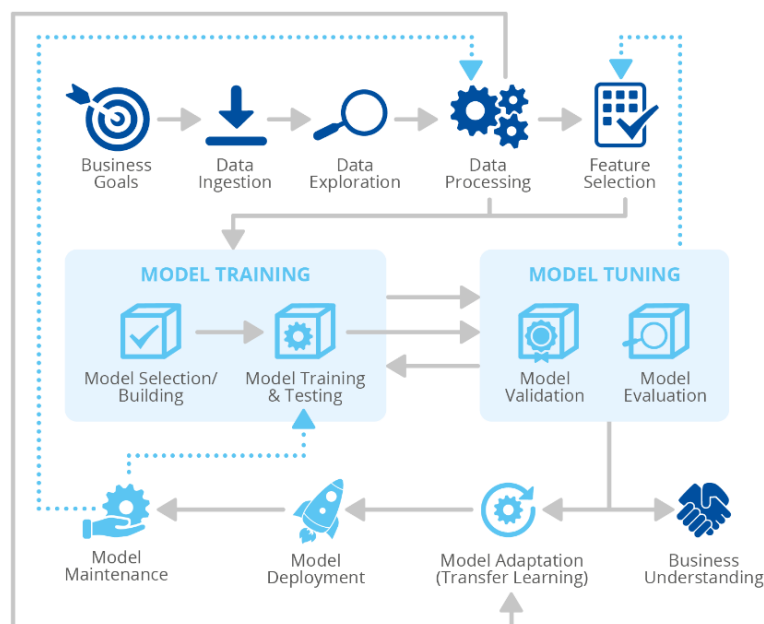 Business
Goals
Data
Ingestion
Data
Exploration
Data
Processing
Feature
Selection
MODEL TRAINING
Model Selection/
Building
Model Training
& Testing
MODEL TUNING
Model
Validation
Model
Evaluation
Model
Maintenance
Model
Deployment
Model Adaptation
(Transfer Learning)
Business
Understanding